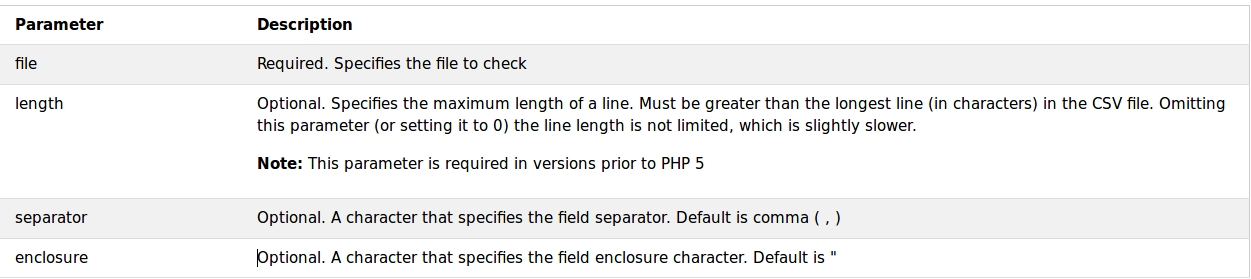 Parameter Description
file Required. Specifies the file to check
length Optional. Specifies the maximum length of a line. Must be greater than the longest line (in characters) in the CSV file. Omitting
this parameter (or setting it to 0) the line length is not limited, which is slightly slower.
Note: This parameter is required in versions prior to PHP 5
separator Optional. A character that specifies the field separator. Default is comma ( , )
enclosure Optional. A character that specifies the field enclosure character. Default is "